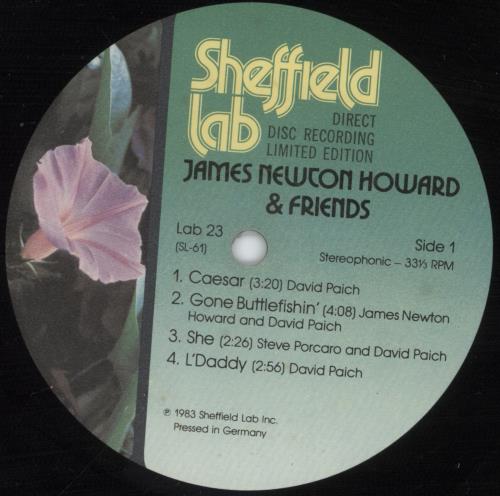 Sheffield
lab
DIRECT
DISC RECORDING
LIMITED EDITION
JAMES NEWTON HOWARD
& FRIENDS
Lab 23
(SL-61)
Side 1
Stereophonic – 33⅓ RPM
1. Caesar (3:20) David Paich
2. Gone Buttlefishin' (4:08) James Newton
Howard and David Paich
3. She (2:26) Steve Porcaro and David Paich
4. L'Daddy (2:56) David Paich
℗ 1983 Sheffield Lab Inc.
Pressed in Germany